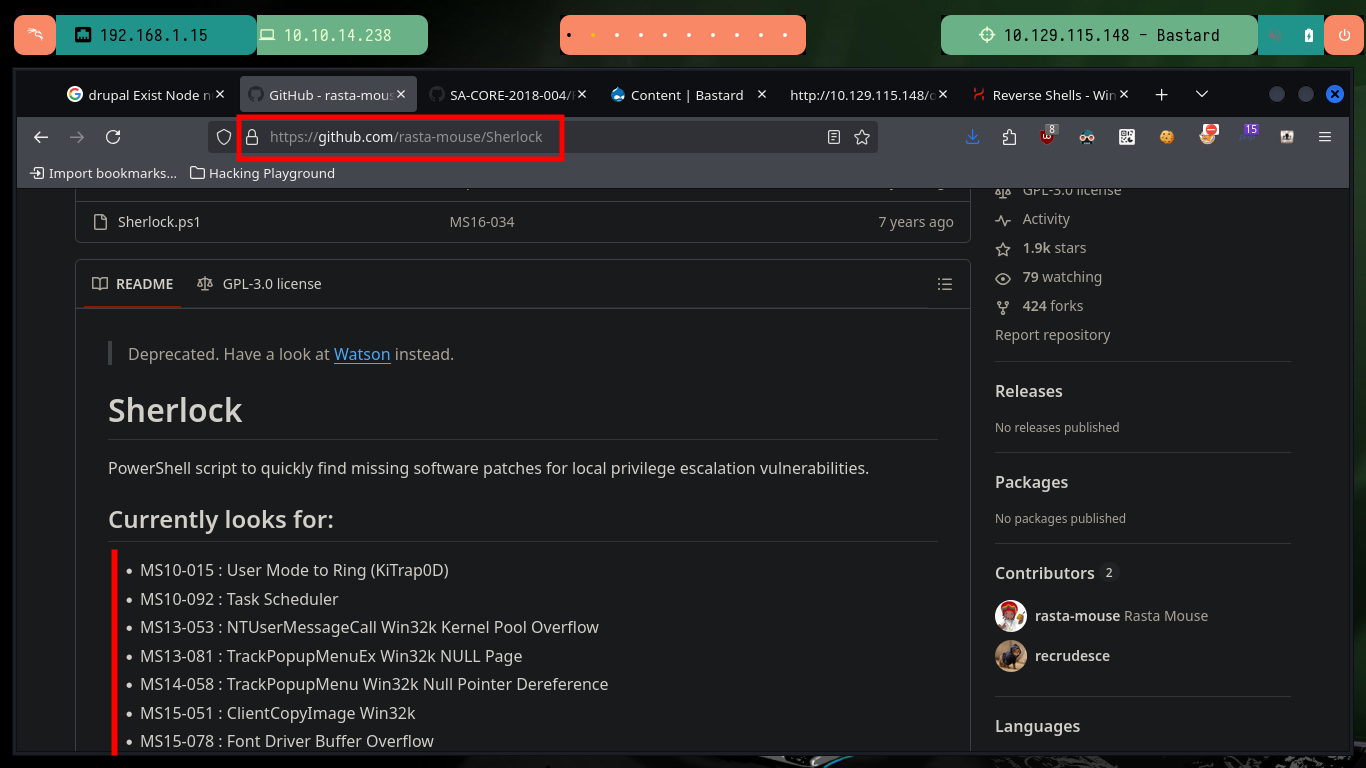 192.168.1.15
10.10.14.238
10.129.115.148 - Bastard
drupal Exist Node n
GitHub - rasta-mous
SA-CORE-2018-004/
Content | Bastard
http://10.129.115.148/
Reverse Shells - Win
https://github.com/rasta-mouse/Sherlock
8
15
Import bookmarks...
Hacking Playground
GPL-3.0 license
Sherlock.ps1
MS16-034
7 years ago
Activity
1.9k stars
79 watching
424 forks
Report repository
README
GPL-3.0 license
Deprecated. Have a look at Watson instead.
Sherlock
PowerShell script to quickly find missing software patches for local privilege escalation vulnerabilities.
Currently looks for:
MS10-015 : User Mode to Ring (KiTrap0D)
MS10-092 : Task Scheduler
MS13-053 : NTUserMessageCall Win32k Kernel Pool Overflow
MS13-081 : TrackPopupMenuEx Win32k NULL Page
MS14-058 : TrackPopupMenu Win32k Null Pointer Dereference
MS15-051 : ClientCopyImage Win32k
MS15-078 : Font Driver Buffer Overflow
Releases
No releases published
Packages
No packages published
Contributors 2
rasta-mouse Rasta Mouse
recrudesce
Languages